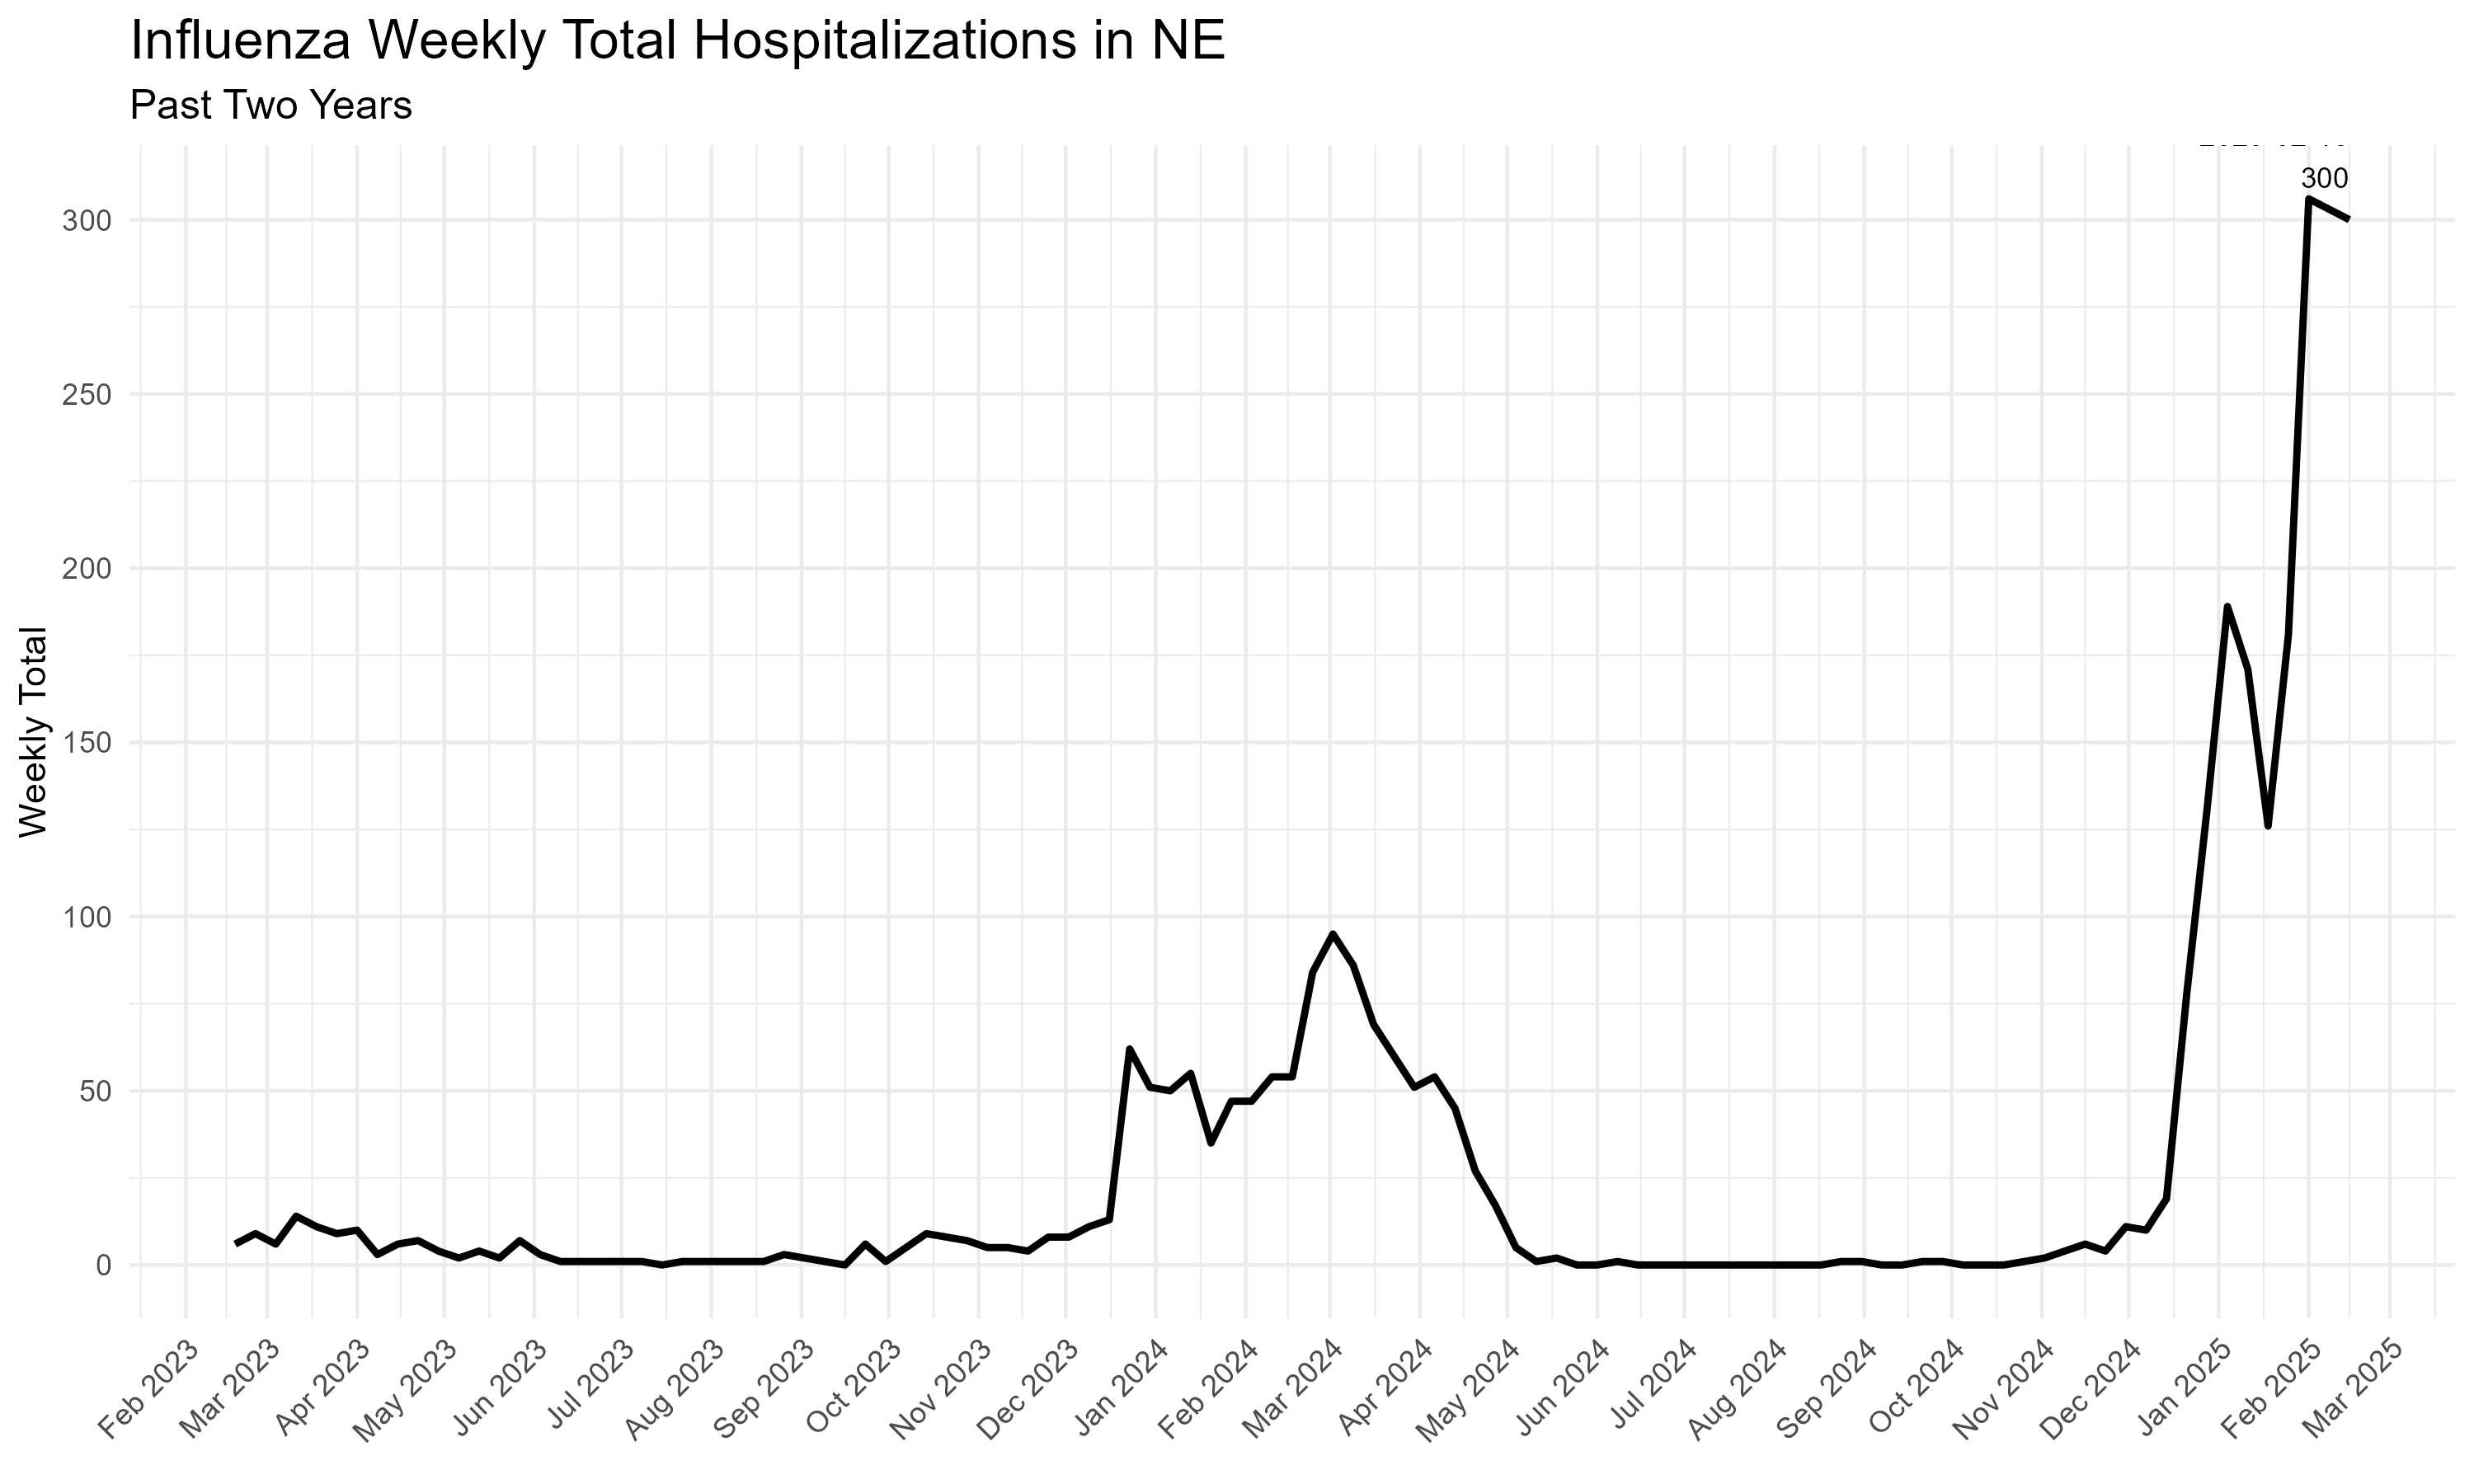 Influenza Weekly Total Hospitalizations in NE
Past Two Years
300
300
250
200
150
100
50
0
Weekly Total
Feb 2023
Mar 2023
Apr 2023
May 2023
Jun 2023
Jul 2023
Aug 2023
Sep 2023
Oct 2023
Nov 2023
Dec 2023
Jan 2024
Feb 2024
Mar 2024
Apr 2024
May 2024
Jun 2024
Jul 2024
Aug 2024
Sep 2024
Oct 2024
Nov 2024
Dec 2024
Jan 2025
Feb 2025
Mar 2025